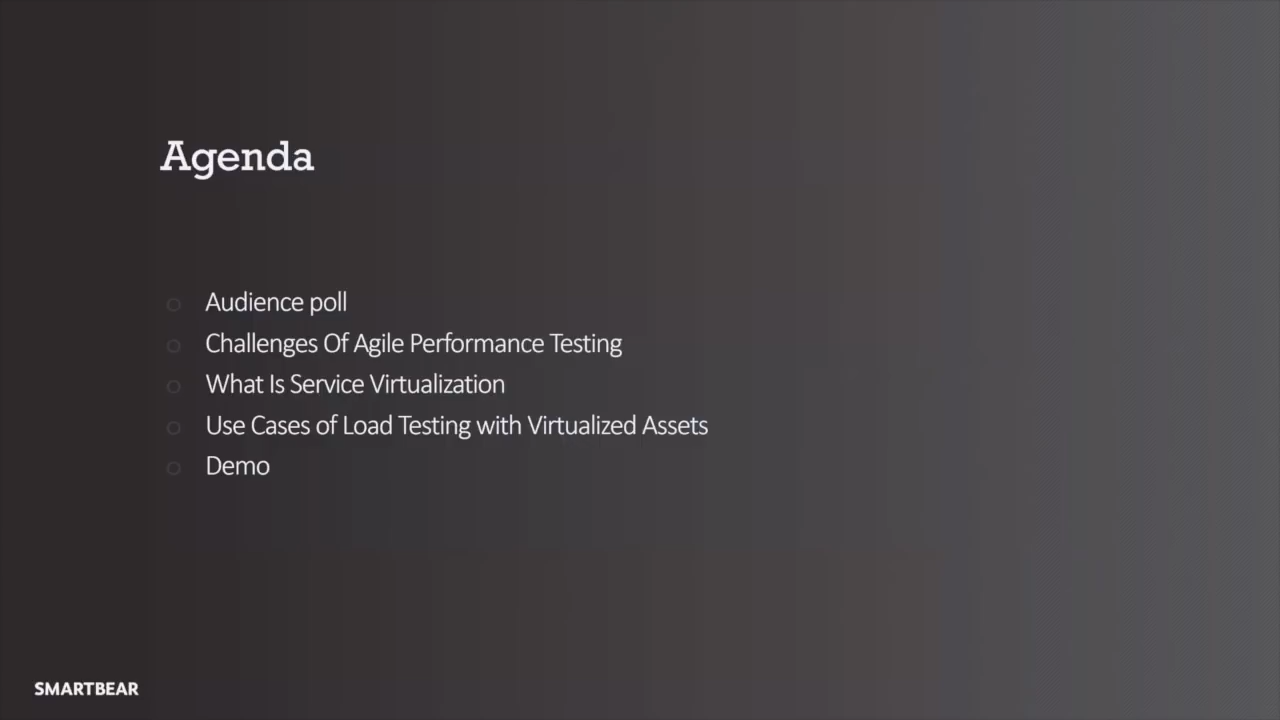 Agenda
Audience poll
Challenges Of Agile Performance Testing
What Is Service Virtualization
Use Cases of Load Testing with Virtualized Assets
Demo
SMARTBEAR